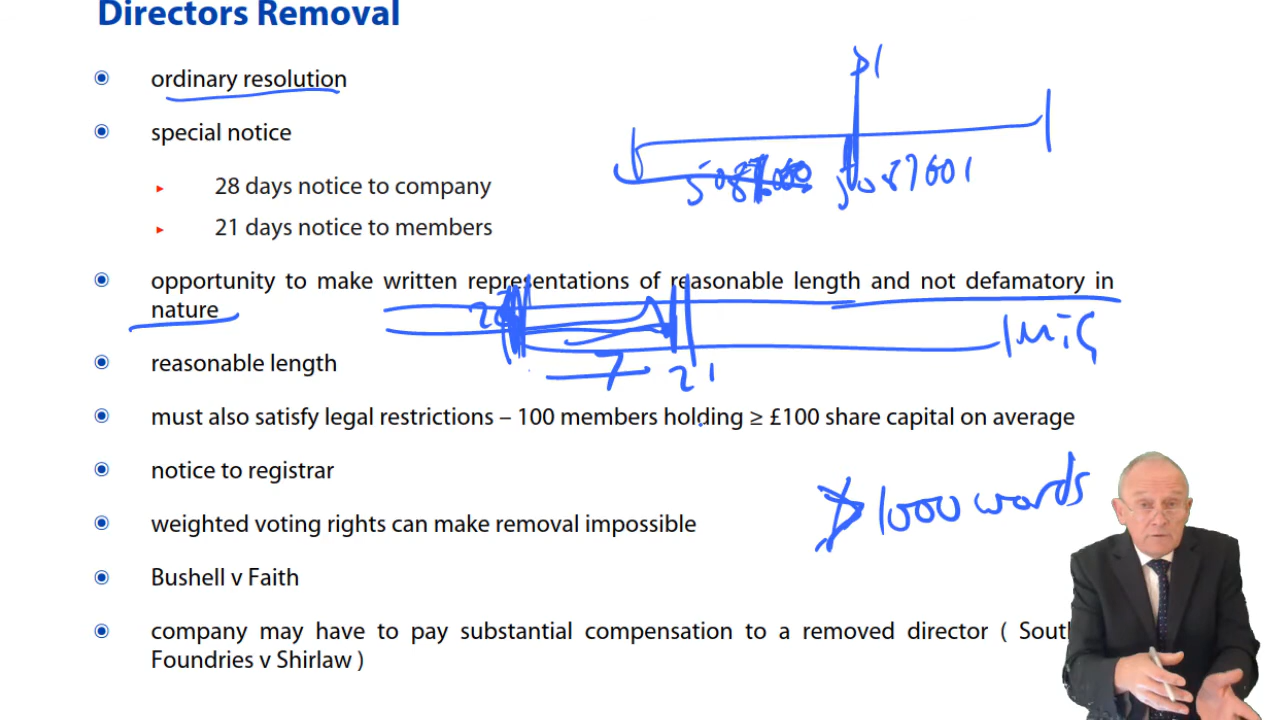 Directors Removal
ordinary resolution
special notice
28 days notice to company
21 days notice to members
opportunity to make written representations of reasonable length and not defamatory in
nature
21
7
reasonable length
must also satisfy legal restrictions – 100 members holding ≥ £100 share capital on average
notice to registrar
1000 words
weighted voting rights can make removal impossible
Bushell v Faith
company may have to pay substantial compensation to a removed director ( 
Foundries v Shirlaw )